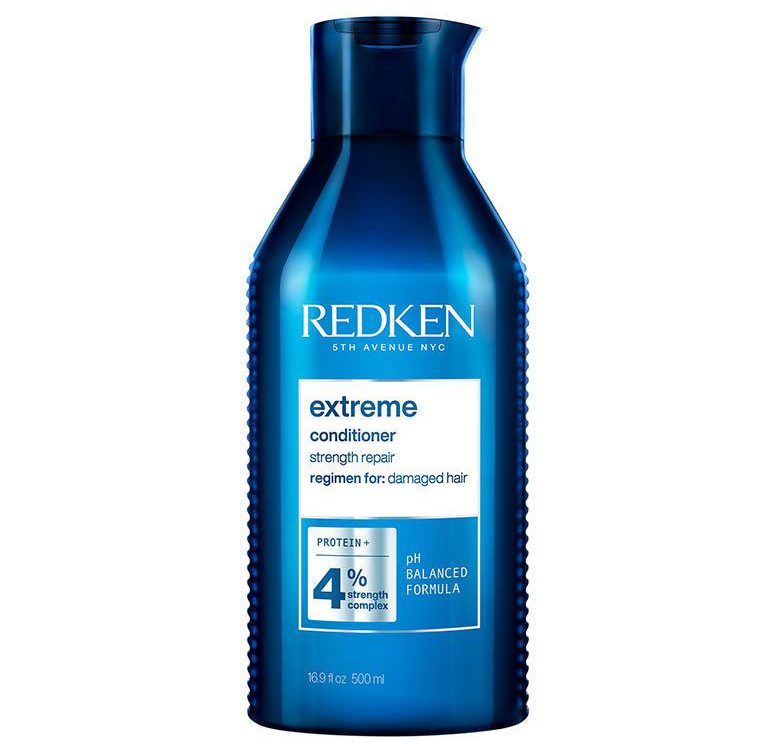 REDKEN
5TH AVENUE NYC
extreme
conditioner
strength repair
regimen for: damaged hair
PROTEIN +
4%
strength
complex
pH
BALANCED
FORMULA
16.9 fl oz 500 ml